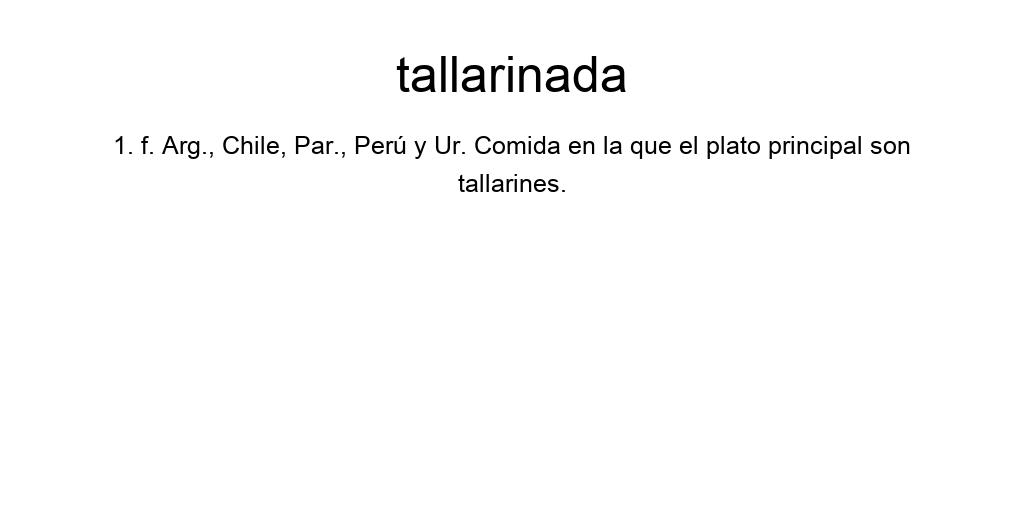 tallarinada
1. f. Arg., Chile, Par., Perú y Ur. Comida en la que el plato principal son
tallarines.